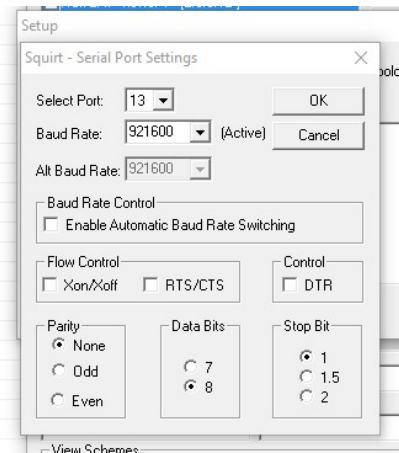 Setup
Squirt - Serial Port Settings
Select Port: 13 OK
Baud Rate: 921600 (Active) Cancel
Alt Baud Rate: 921600
Baud Rate Control
Enable Automatic Baud Rate Switching
Flow Control Control
Xon/Xoff RTS/CTS DTR
Parity Data Bits Stop Bit
None 1
Odd 7 1.5
Even 8 2
View Schemes